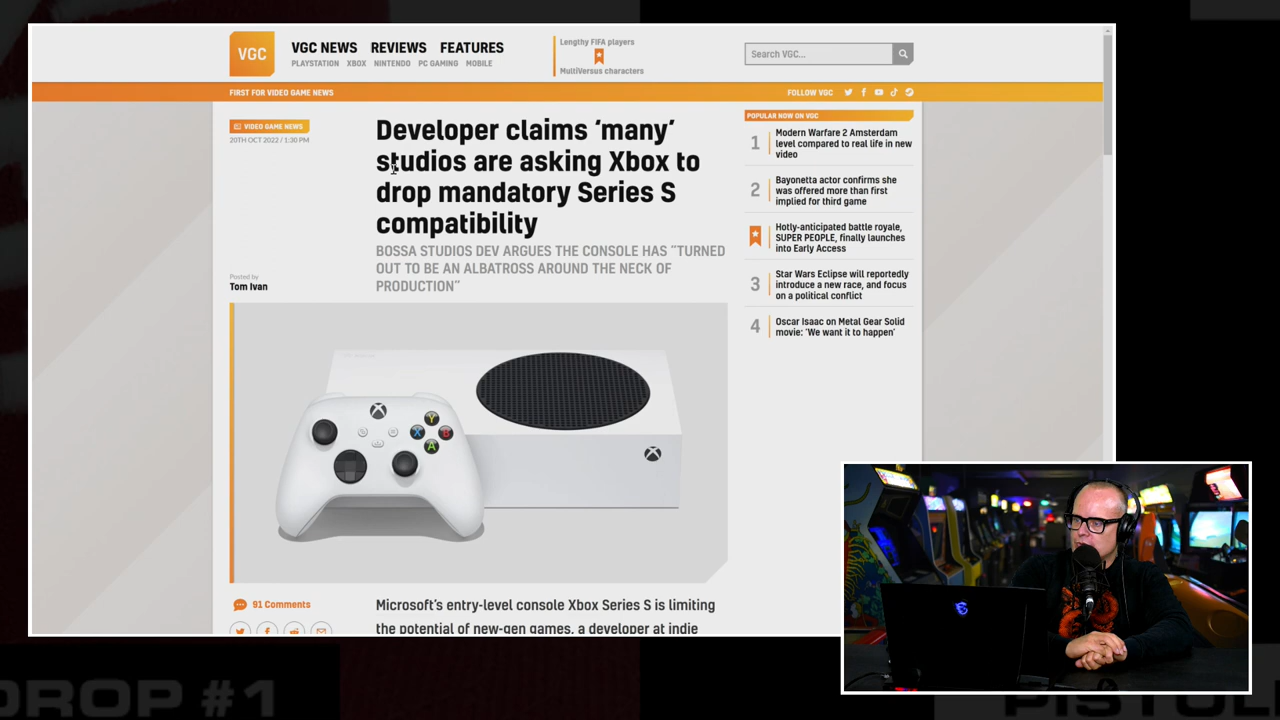 VGC
VGC NEWS REVIEWS FEATURES
PLAYSTATION XBOX NINTENDO PC GAMING MOBILE
Lengthy FIFA players
MultiVersus characters
Search VGC...
FIRST FOR VIDEO GAME NEWS
FOLLOW VGC
VIDEO GAME NEWS
20TH OCT 2022 / 1:30 PM
Developer claims ‘many’
studios are asking Xbox to
drop mandatory Series S
compatibility
BOSSA STUDIOS DEV ARGUES THE CONSOLE HAS “TURNED
OUT TO BE AN ALBATROSS AROUND THE NECK OF
PRODUCTION”
Posted by
Tom Ivan
POPULAR NOW ON VGC
1
Modern Warfare 2 Amsterdam
level compared to real life in new
video
2
Bayonetta actor confirms she
was offered more than first
implied for third game
Hotly-anticipated battle royale,
SUPER PEOPLE, finally launches
into Early Access
3
Star Wars Eclipse will reportedly
introduce a new race, and focus
on a political conflict
4
Oscar Isaac on Metal Gear Solid
movie: ‘We want it to happen’
Y
X B
A
91 Comments
Microsoft’s entry-level console Xbox Series S is limiting
the potential of new-gen games, a developer at indie
DROP #1